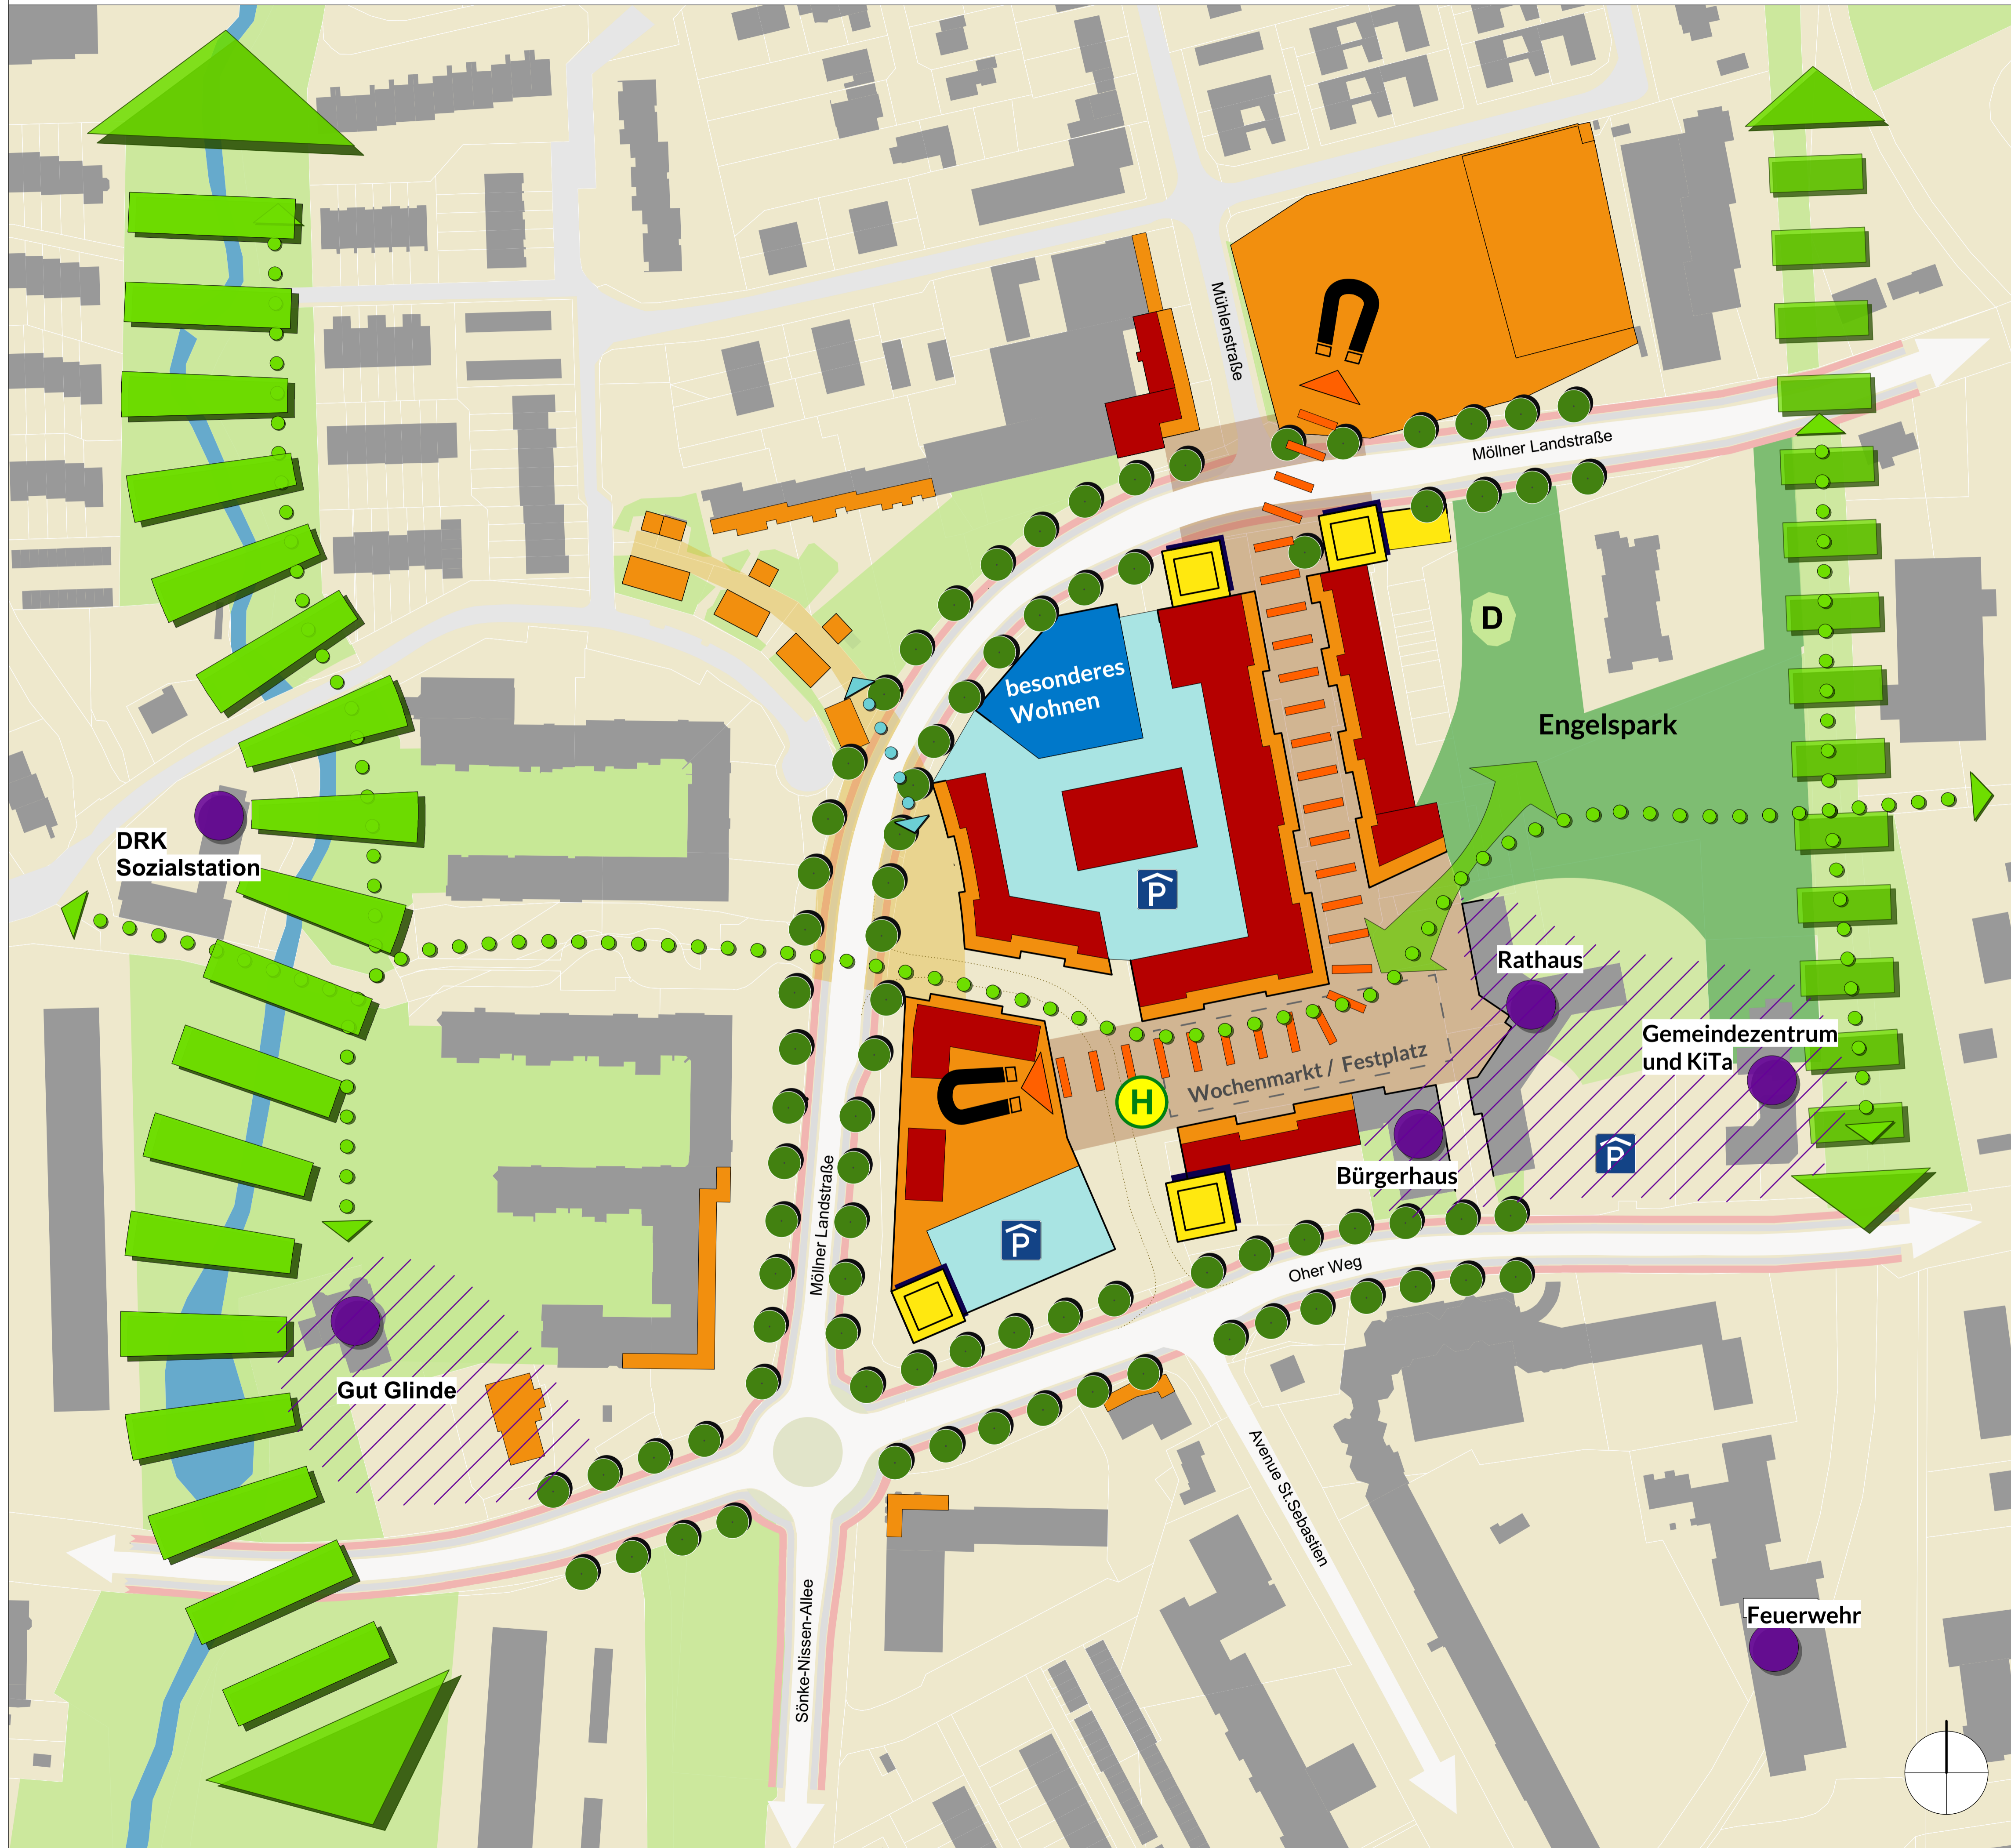 Mühlenstraße
Möllner Landstraße
D
besonderes
Wohnen
Engelspark
DRK
Sozialstation
P
Rathaus
Gemeindezentrum
und KiTa
Wochenmarkt / Festplatz
H
Bürgerhaus
P
P
Möllner Landstraße
Oher Weg
Gut Glinde
Avenue St.Sebastien
Sönke-Nissen-Allee
Feuerwehr